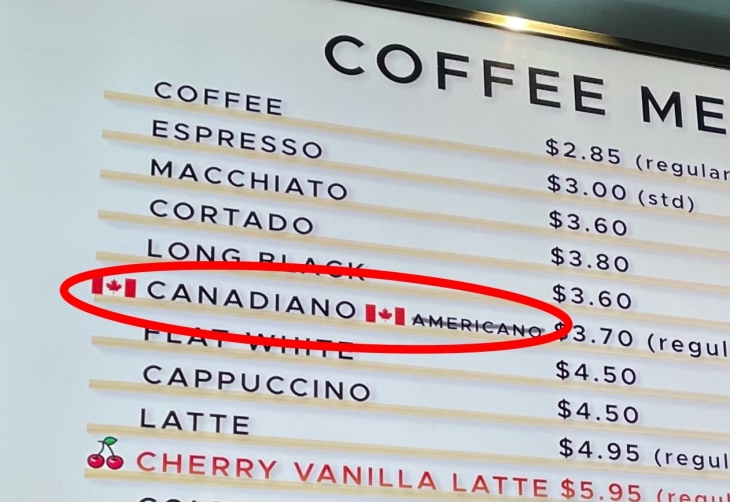 COFFEE ME
COFFEE $2.85 (regular
ESPRESSO $3.00 (std)
MACCHIATO $3.60
CORTADO $3.80
LONG BLACK $3.60
CANADIANO AMERICANO $3.70 (regul
FLAT WHITE $4.50
CAPPUCCINO $4.50
LATTE $4.95 (regul
CHERRY VANILLA LATTE $5.95 (regu